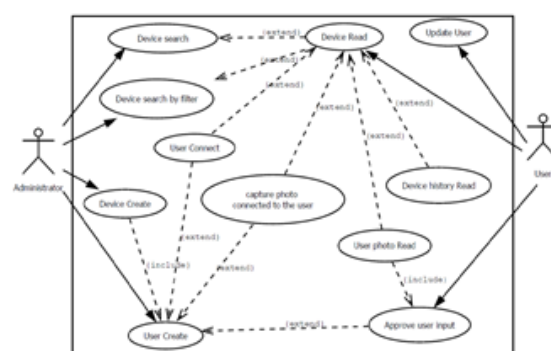 Device search
(extend)
Device Read
Update User
(extend)
Device search by filter
(extend)
(extend)
User Connect
Administrator
User
Device Create
capture photo
connected to the user
Device history Read
(extend)
(extend)
User photo Read
(include)
(extend)
(include)
User Create
(extend)
Approve user input